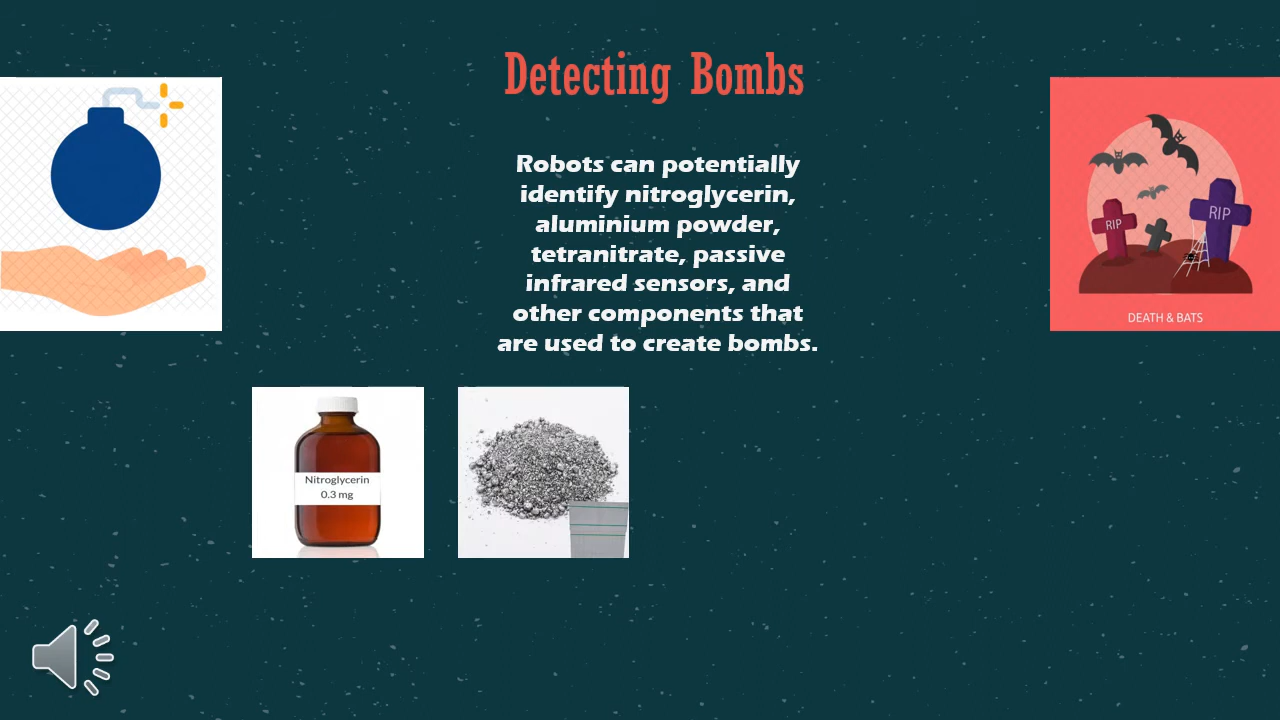 Detecting Bombs
Robots can potentially
identify nitroglycerin,
aluminium powder,
tetranitrate, passive
infrared sensors, and
other components that
are used to create bombs.
RIP
RIP
DEATH & BATS
Nitroglycerin
0.3 mg